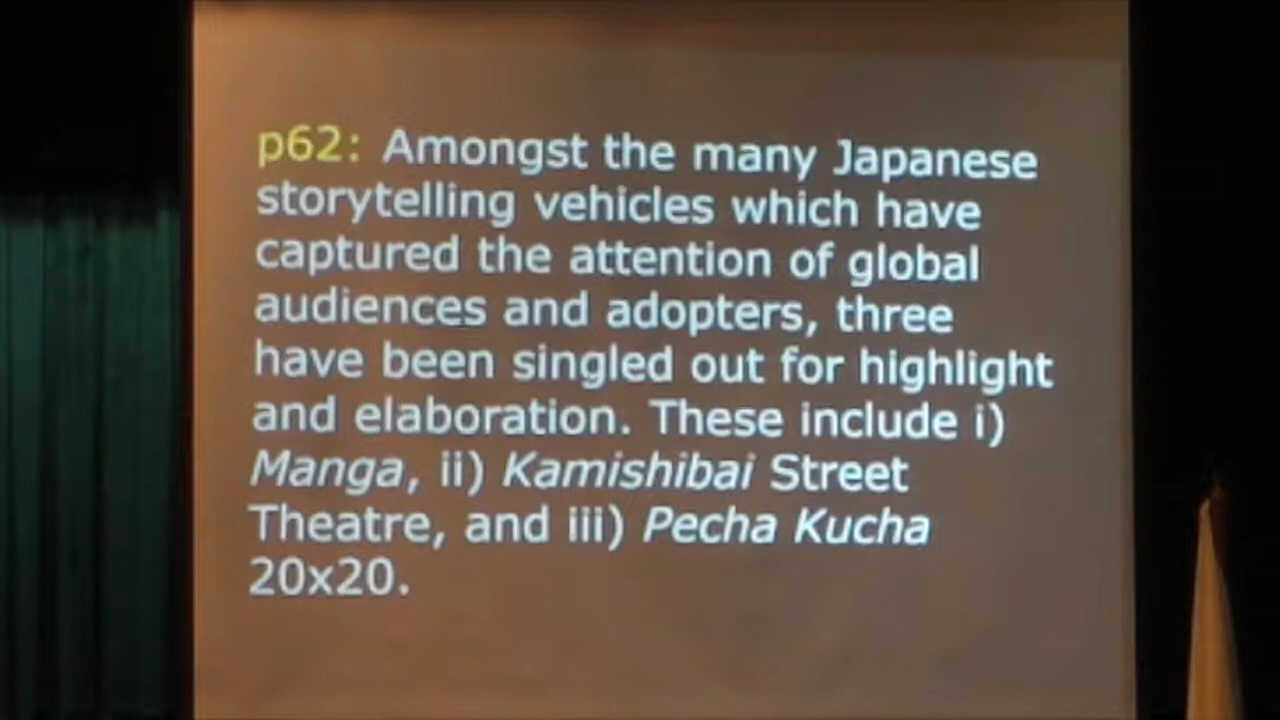 p62: Amongst the many Japanese
storytelling vehicles which have
captured the attention of global
audiences and adopters, three
have been singled out for highlight
and elaboration. These include i)
Manga, ii) Kamishibai Street
Theatre, and iii) Pecha Kucha
20x20.